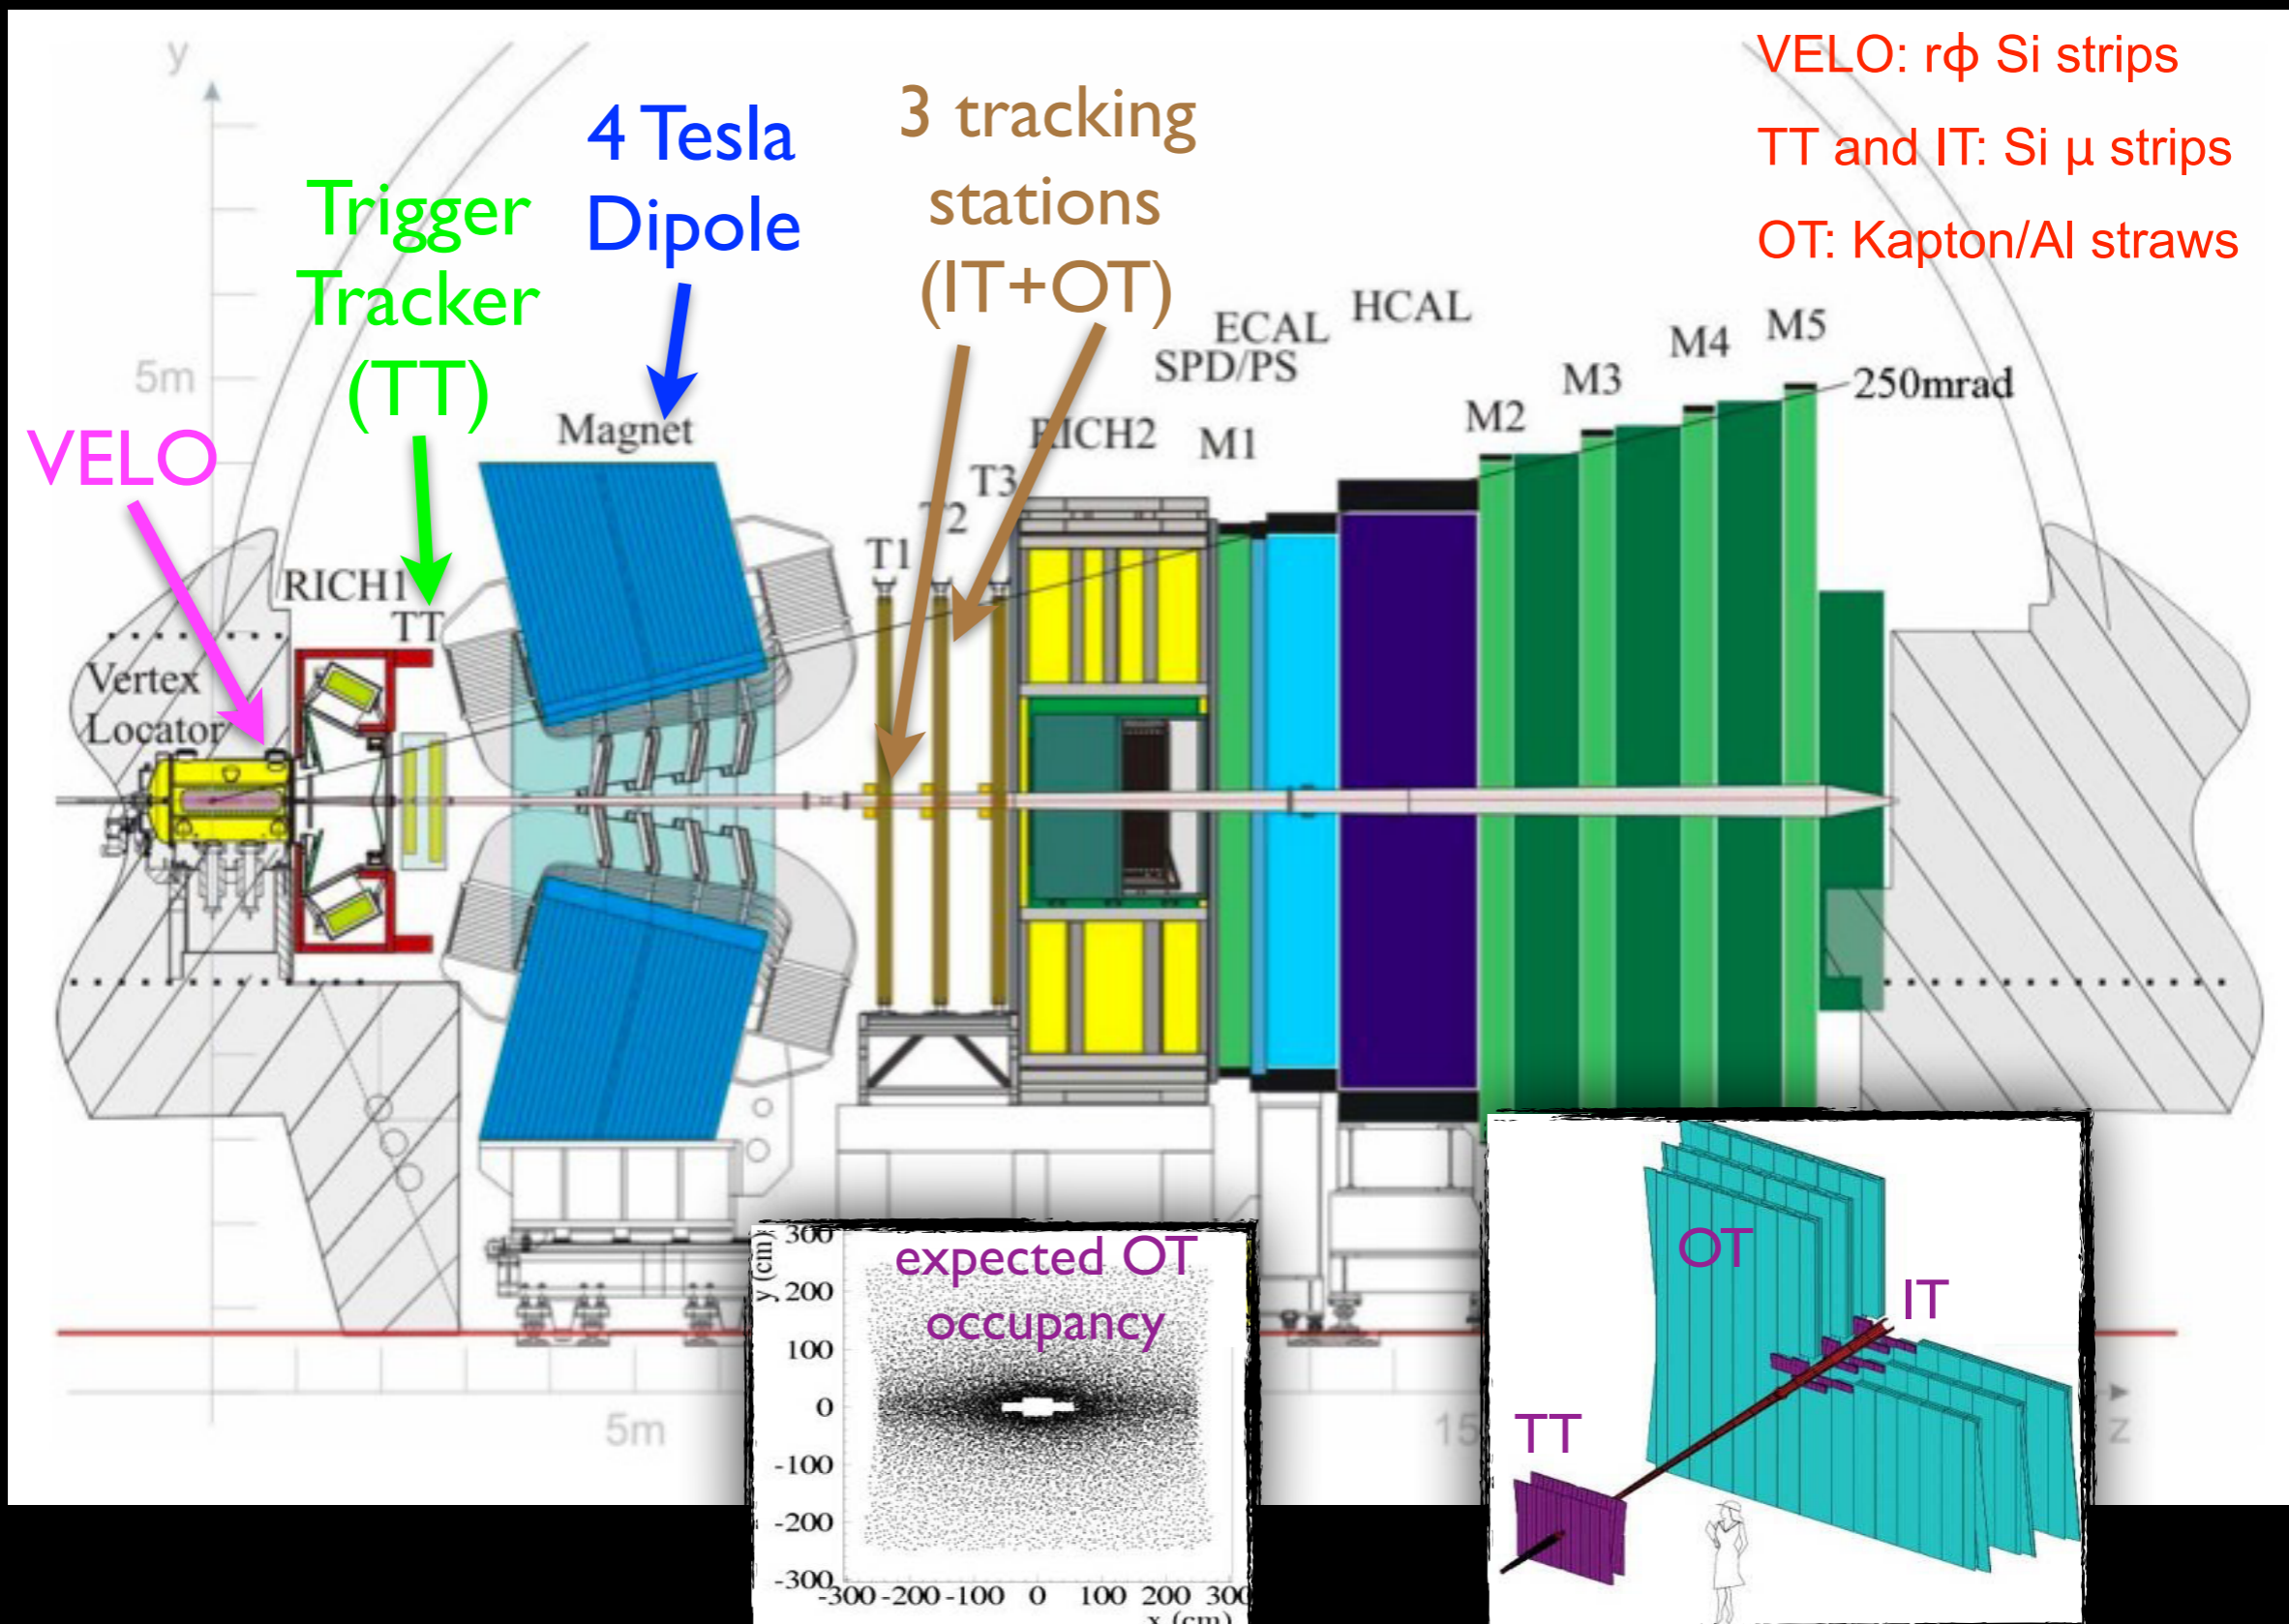 y
VELO: rϕ Si strips
TT and IT: Si μ strips
OT: Kapton/Al straws
4 Tesla
Dipole
3 tracking
stations
(IT+OT)
Trigger
Tracker
(TT)
VELO
5m
Magnet
RICH1
TT
Vertex
Locator
T1
T2
T3
RICH2
M1
SPD/PS
ECAL
HCAL
M2
M3
M4
M5
250mrad
5m
15
z
expected OT
occupancy
y (cm)
300
200
100
0
-100
-200
-300
-300 -200 -100 0 100 200 300
x (cm)
OT
IT
TT